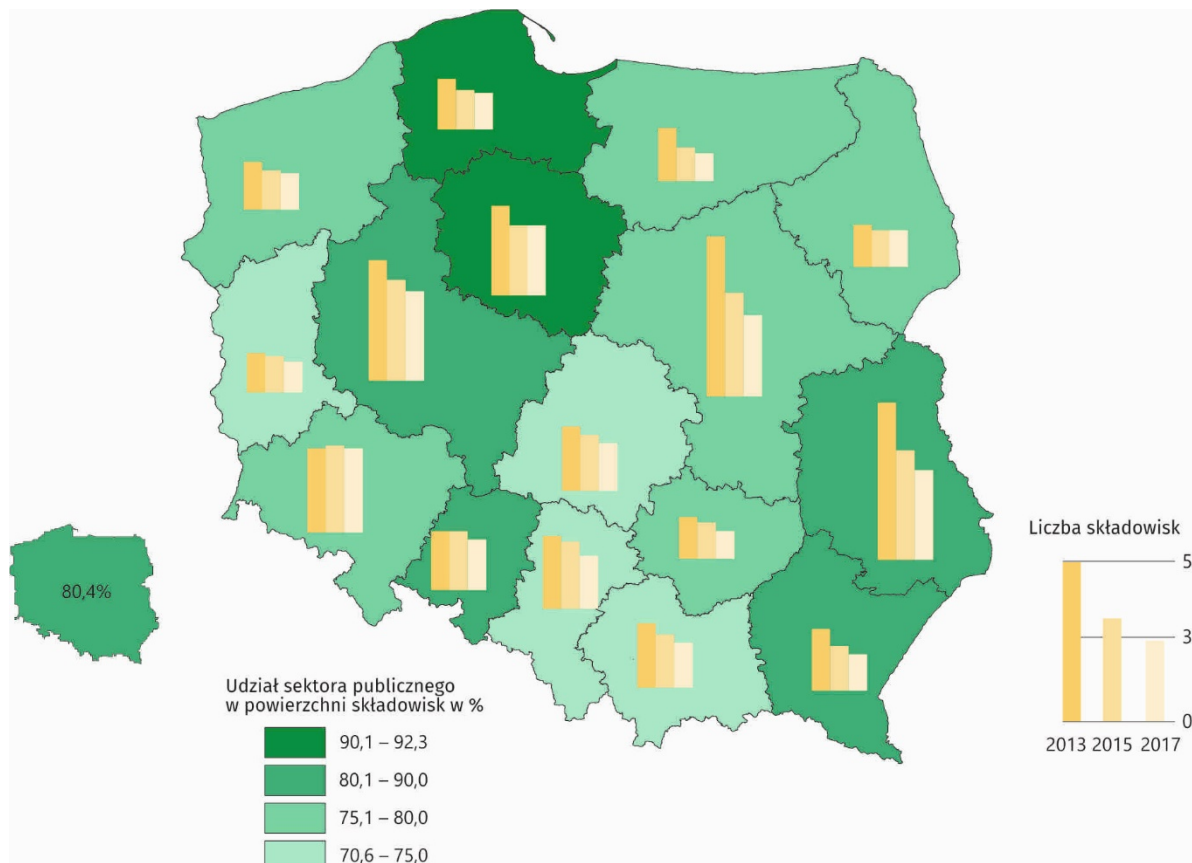 80,4%
Udział sektora publicznego
w powierzchni składowisk w %
90,1 – 92,3
80,1 – 90,0
75,1 – 80,0
70,6 – 75,0
Liczba składowisk
5
3
0
2013 2015 2017